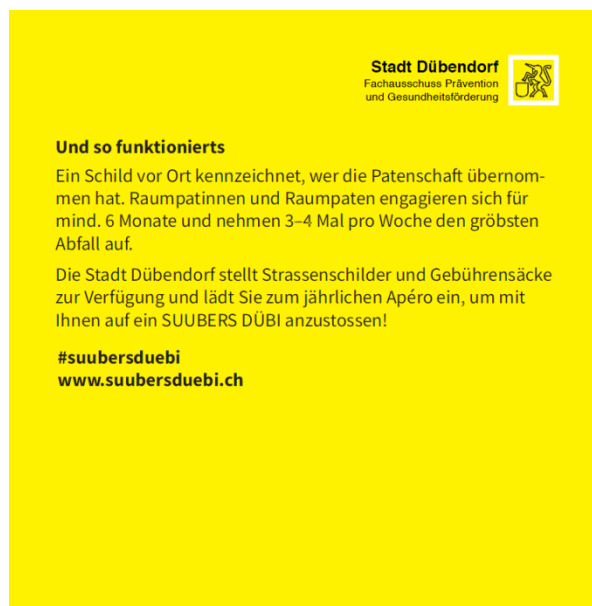 Stadt Dübendorf
Fachausschuss Prävention
und Gesundheitsförderung
Und so funktionierts
Ein Schild vor Ort kennzeichnet, wer die Patenschaft übernom-
men hat. Raumpatinnen und Raumpaten engagieren sich für
mind. 6 Monate und nehmen 3–4 Mal pro Woche den gröbsten
Abfall auf.
Die Stadt Dübendorf stellt Strassenschilder und Gebührensäcke
zur Verfügung und lädt Sie zum jährlichen Apéro ein, um mit
Ihnen auf ein SUUBERS DÜBI anzustossen!
#suubersduebi
www.suubersduebi.ch